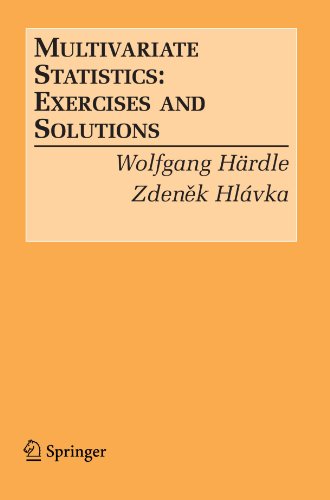 MULTIVARIATE
STATISTICS:
EXERCISES AND
SOLUTIONS
Wolfgang Härdle
Zdeněk Hlávka
Springer